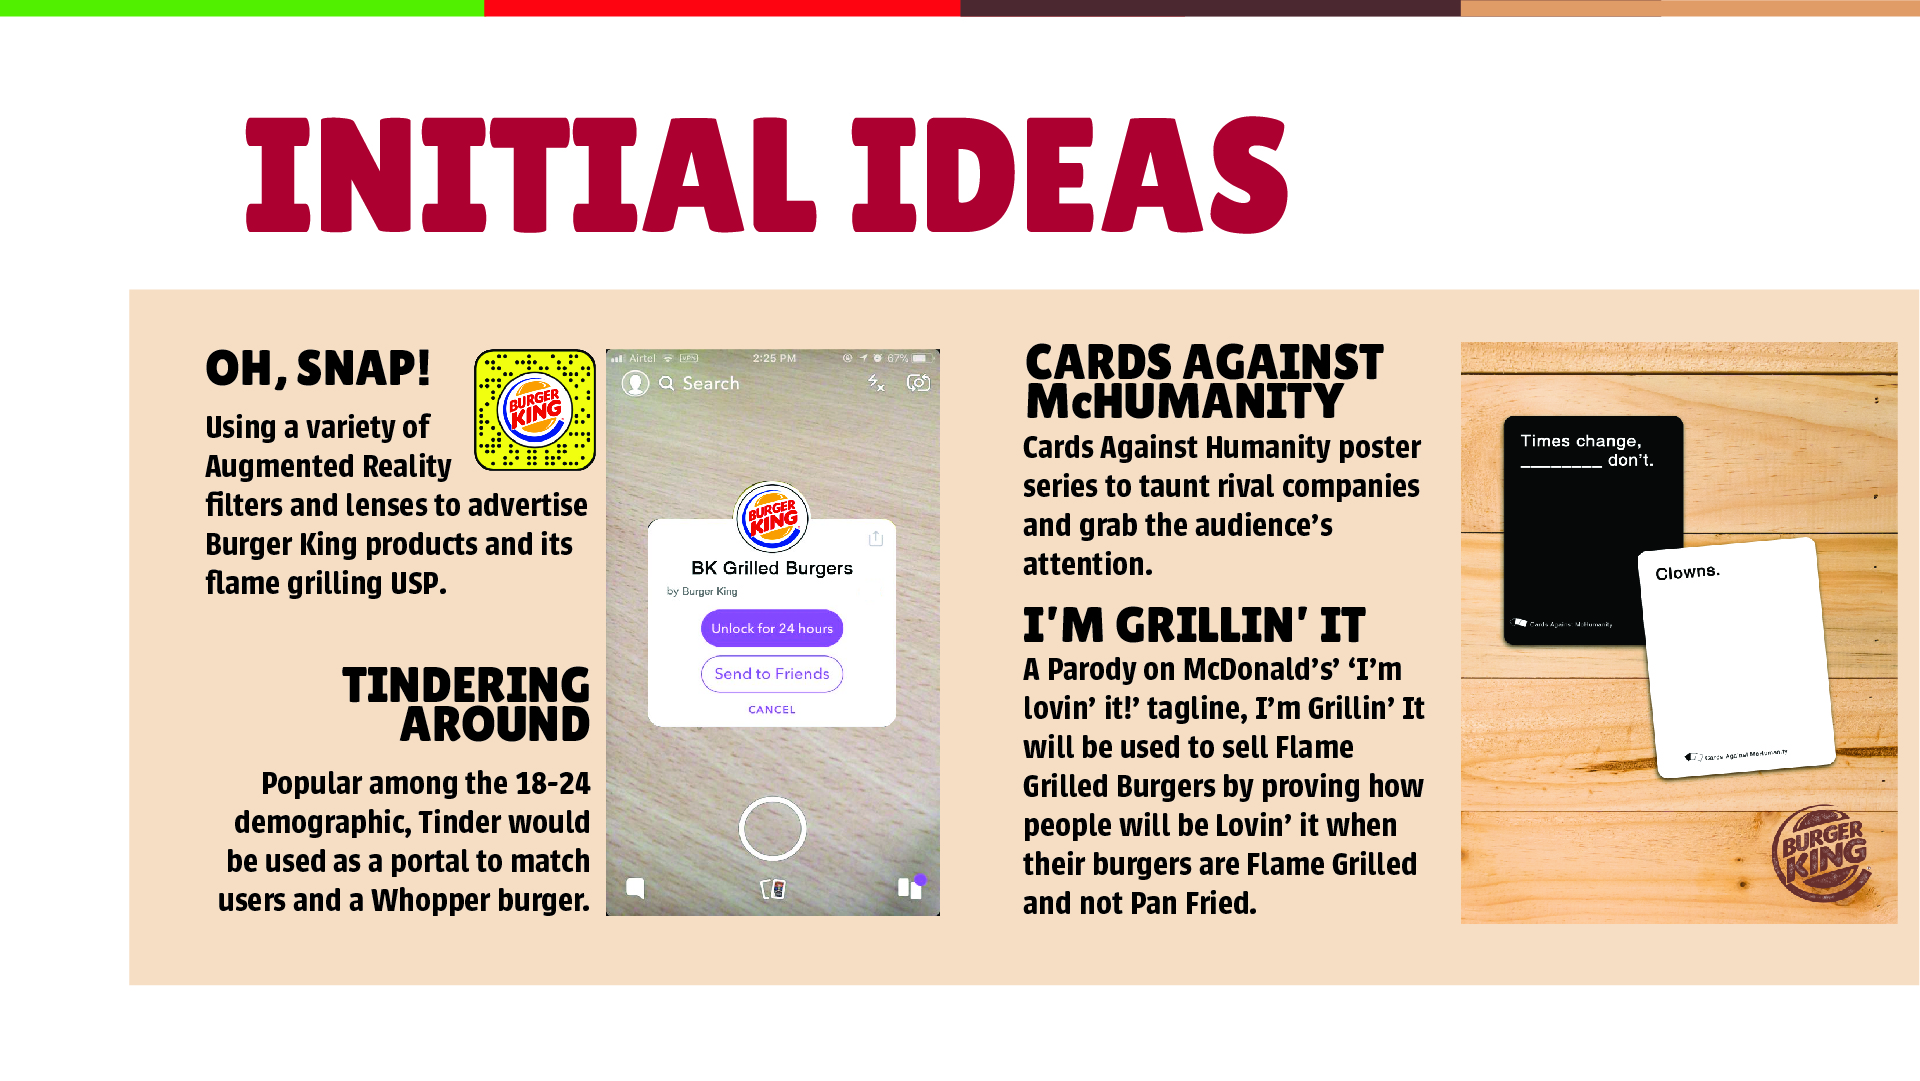 INITIAL IDEAS
OH, SNAP!
Using a variety of
Augmented Reality
filters and lenses to advertise
Burger King products and its
flame grilling USP.
BURGER
KING
TINDERING
AROUND
Popular among the 18-24
demographic, Tinder would
be used as a portal to match
users and a Whopper burger.
Airtel VPN 2:25 PM 67%
Search
BURGER
KING
BK Grilled Burgers
by Burger King
Unlock for 24 hours
Send to Friends
CANCEL
CARDS AGAINST
McHUMANITY
Cards Against Humanity poster
series to taunt rival companies
and grab the audience’s
attention.
I’M GRILLIN’ IT
A Parody on McDonald’s’ ‘I’m
lovin’ it!’ tagline, I’m Grillin’ It
will be used to sell Flame
Grilled Burgers by proving how
people will be Lovin’ it when
their burgers are Flame Grilled
and not Pan Fried.
Times change,
________ don’t.
Cards Against McHumanity
Clowns.
Cards Against McHumanity
BURGER
KING